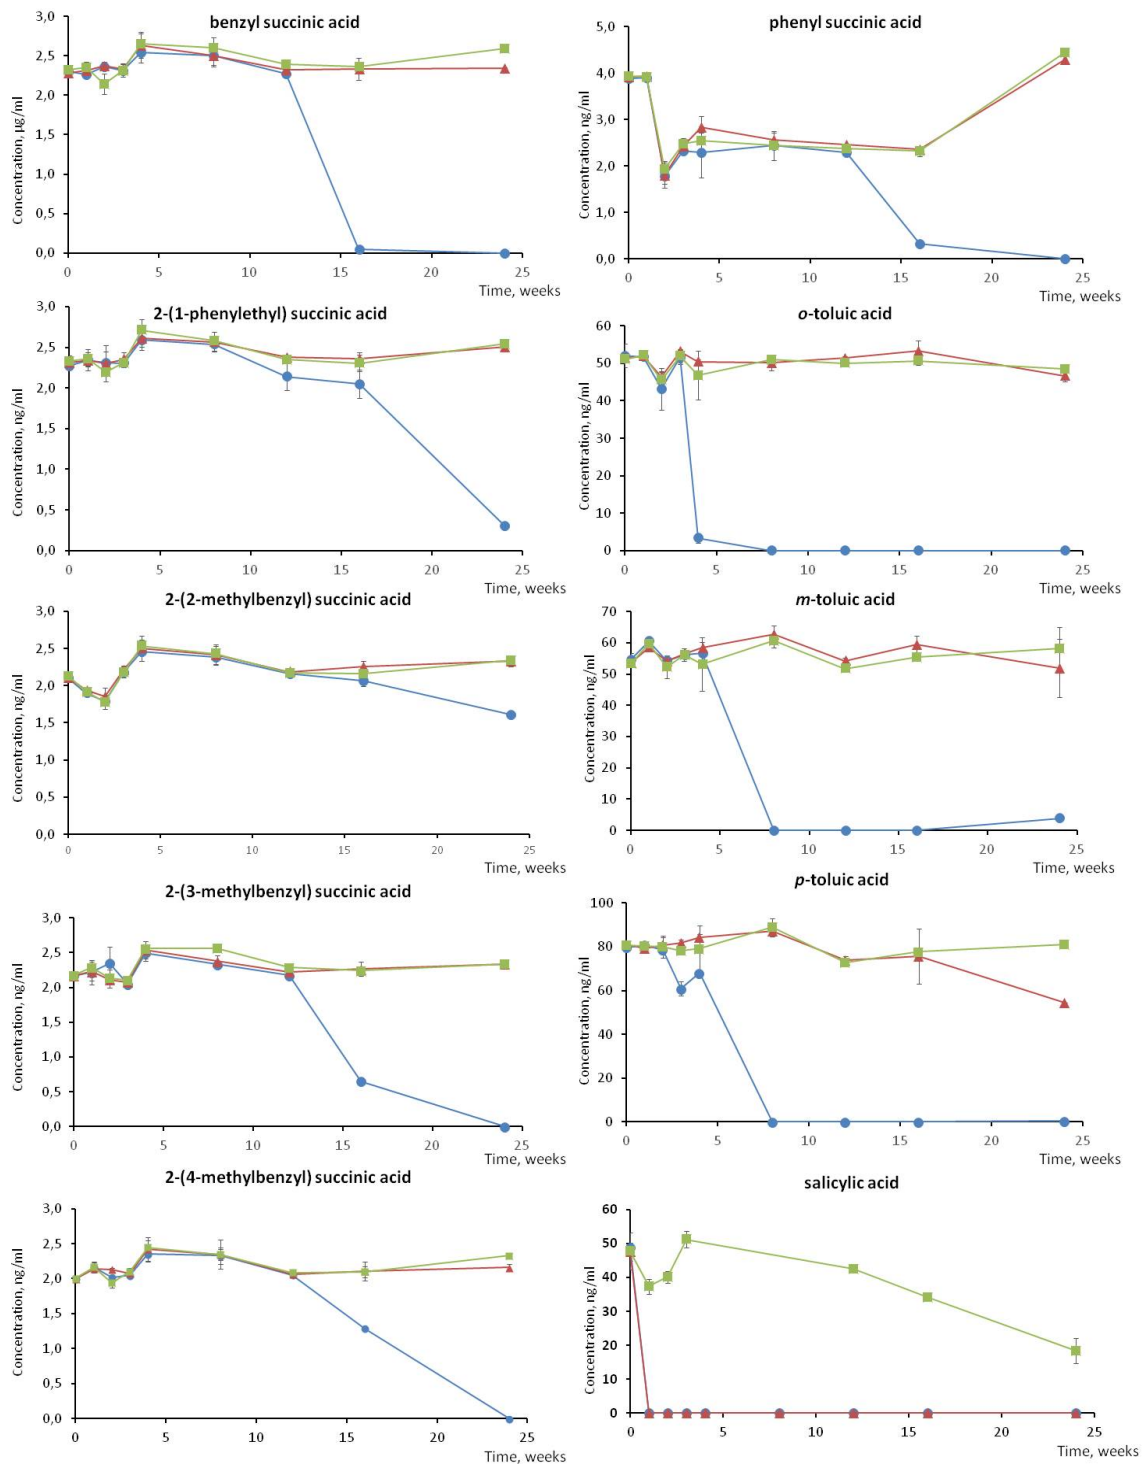 benzyl succinic acid
Concentration, µg/ml
3,0
2,5
2,0
1,5
1,0
0,5
0,0
0 5 10 15 20 25
Time, weeks
phenyl succinic acid
Concentration, ng/ml
5,0
4,0
3,0
2,0
1,0
0,0
0 5 10 15 20 25
Time, weeks
2-(1-phenylethyl) succinic acid
Concentration, ng/ml
3,0
2,5
2,0
1,5
1,0
0,5
0,0
0 5 10 15 20 25
Time, weeks
o-toluic acid
Concentration, ng/ml
60
50
40
30
20
10
0
0 5 10 15 20 25
Time, weeks
2-(2-methylbenzyl) succinic acid
Concentration, ng/ml
3,0
2,5
2,0
1,5
1,0
0,5
0,0
0 5 10 15 20 25
Time, weeks
m-toluic acid
Concentration, ng/ml
70
60
50
40
30
20
10
0
0 5 10 15 20 25
Time, weeks
2-(3-methylbenzyl) succinic acid
Concentration, ng/ml
3,0
2,5
2,0
1,5
1,0
0,5
0,0
0 5 10 15 20 25
Time, weeks
p-toluic acid
Concentration, ng/ml
100
80
60
40
20
0
0 5 10 15 20 25
Time, weeks
2-(4-methylbenzyl) succinic acid
Concentration, ng/ml
3,0
2,5
2,0
1,5
1,0
0,5
0,0
0 5 10 15 20 25
Time, weeks
salicylic acid
Concentration, ng/ml
60
50
40
30
20
10
0
0 5 10 15 20 25
Time, weeks